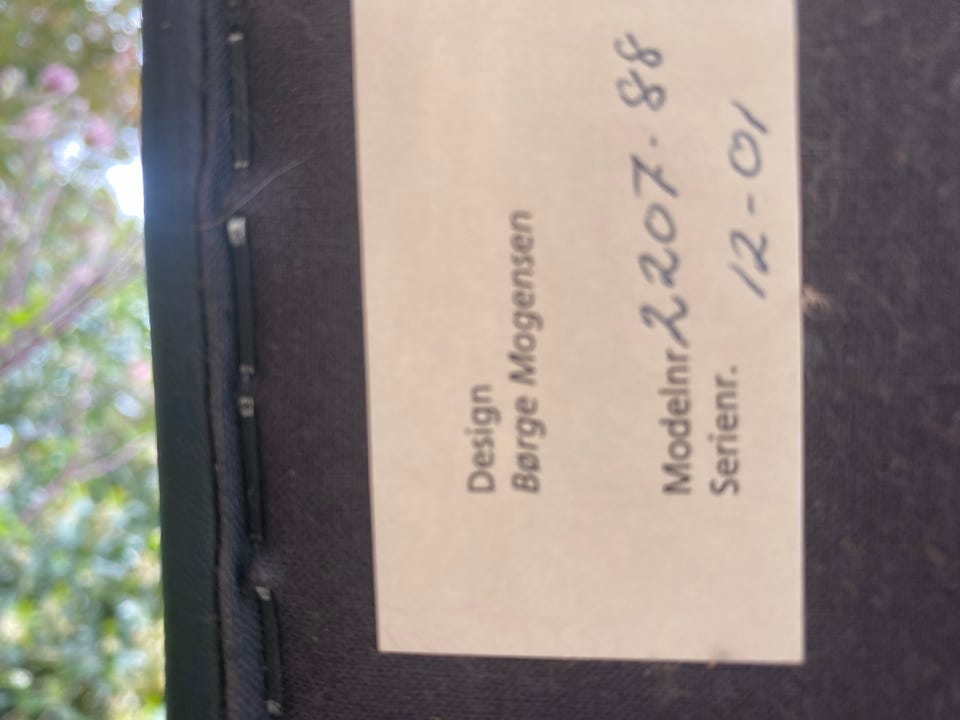 Design
Børge Mogensen
Modelnr. 2207.88
Serienr. 12-01